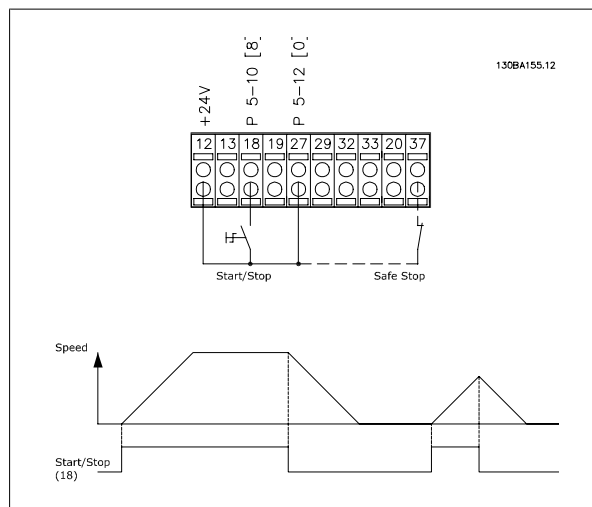 130BA155.12
+24V
P 5-10 [8]
P 5-12 [0]
12 13 18 19 27 29 32 33 20 37
Start/Stop
Safe Stop
Speed
Start/Stop
(18)